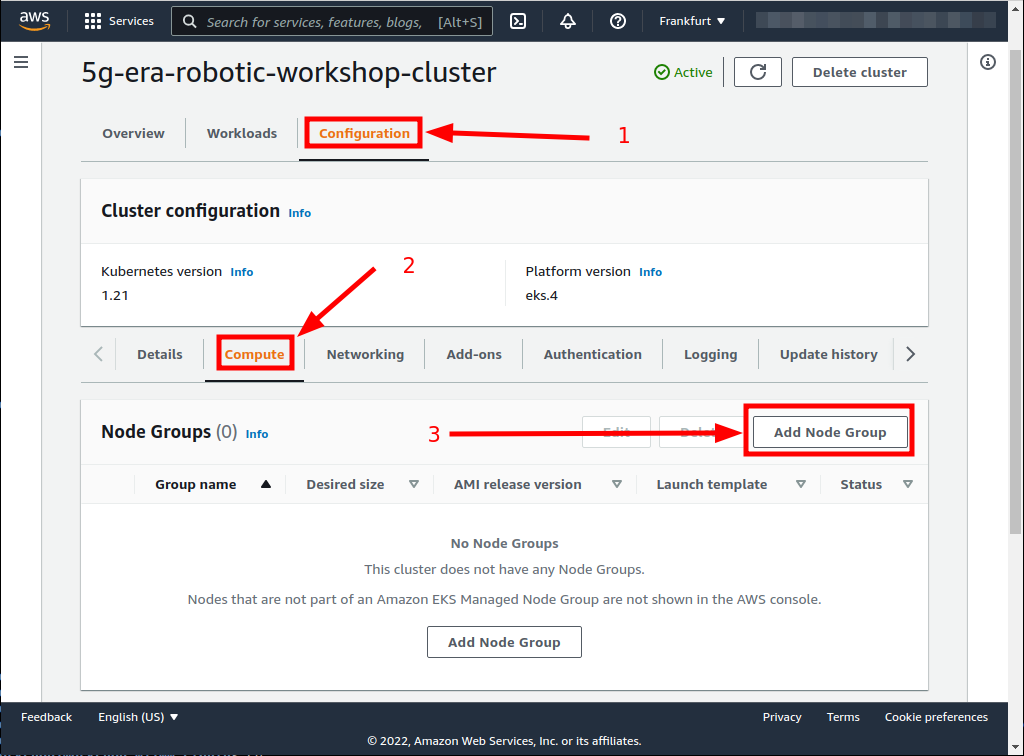 aws Services Search for services, features, blogs, [Alt+S] Frankfurt
5g-era-robotic-workshop-cluster Active Delete cluster
Overview Workloads Configuration 1
Cluster configuration Info
2
Kubernetes version Info Platform version Info
1.21 eks.4
Details Compute Networking Add-ons Authentication Logging Update history
Node Groups (0) Info 3 Edit Delete Add Node Group
Group name Desired size AMI release version Launch template Status
No Node Groups
This cluster does not have any Node Groups.
Nodes that are not part of an Amazon EKS Managed Node Group are not shown in the AWS console.
Add Node Group
Feedback English (US) Privacy Terms Cookie preferences
© 2022, Amazon Web Services, Inc. or its affiliates.